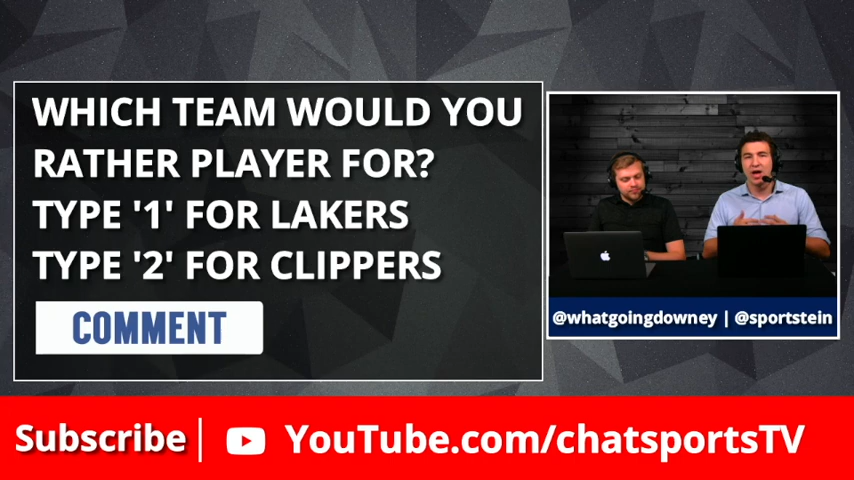 WHICH TEAM WOULD YOU
RATHER PLAYER FOR?
TYPE '1' FOR LAKERS
TYPE '2' FOR CLIPPERS
COMMENT
@whatgoingdowney | @sportstein
Subscribe | YouTube.com/chatsportsTV